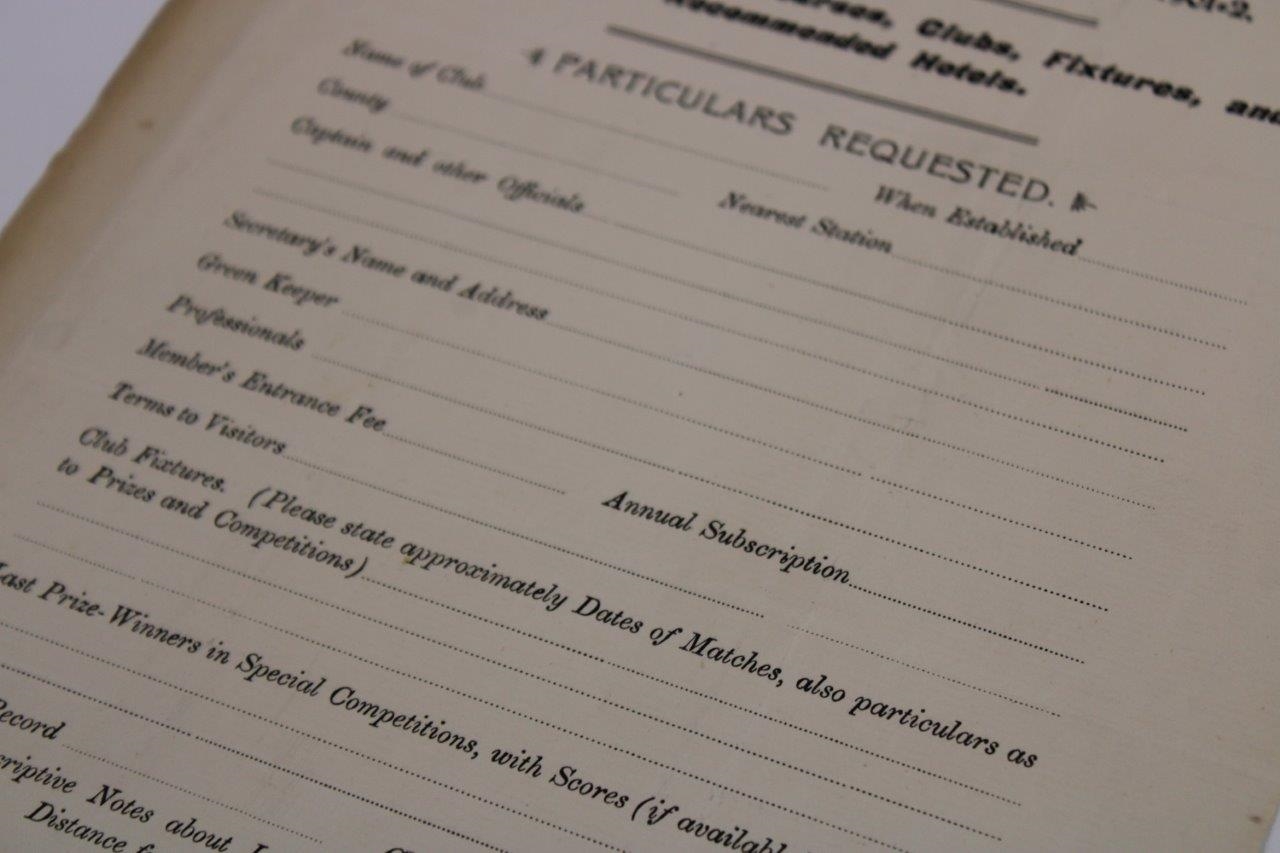 Clubs, Fixtures, and
Recommended Hotels.
PARTICULARS REQUESTED.
Name of Club When Established
County Nearest Station
Captain and other Officials
Secretary's Name and Address
Green Keeper
Professionals
Member's Entrance Fee Annual Subscription
Terms to Visitors
Club Fixtures. (Please state approximately Dates of Matches, also particulars as
to Prizes and Competitions)
Last Prize-Winners in Special Competitions, with Scores (if availabl
Record
criptive Notes about
Distance